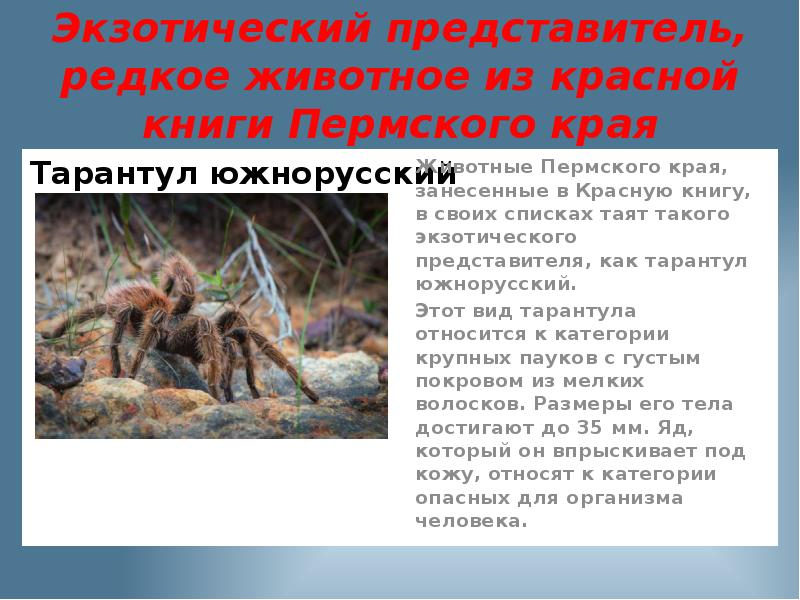 Экзотический представитель,
редкое животное из красной
книги Пермского края
Тарантул южнорусский
Животные Пермского края,
занесенные в Красную книгу,
в своих списках таят такого
экзотического
представителя, как тарантул
южнорусский.
Этот вид тарантула
относится к категории
крупных пауков с густым
покровом из мелких
волосков. Размеры его тела
достигают до 35 мм. Яд,
который он впрыскивает под
кожу, относят к категории
опасных для организма
человека.